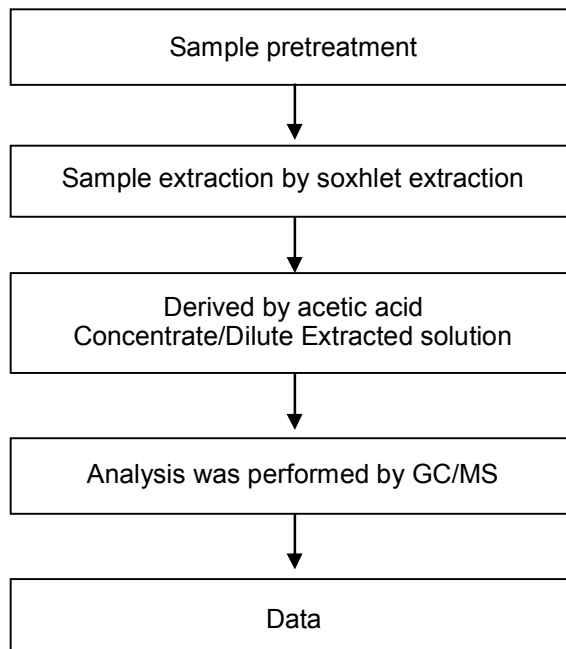 Sample pretreatment
Sample extraction by soxhlet extraction
Derived by acetic acid
Concentrate/Dilute Extracted solution
Analysis was performed by GC/MS
Data